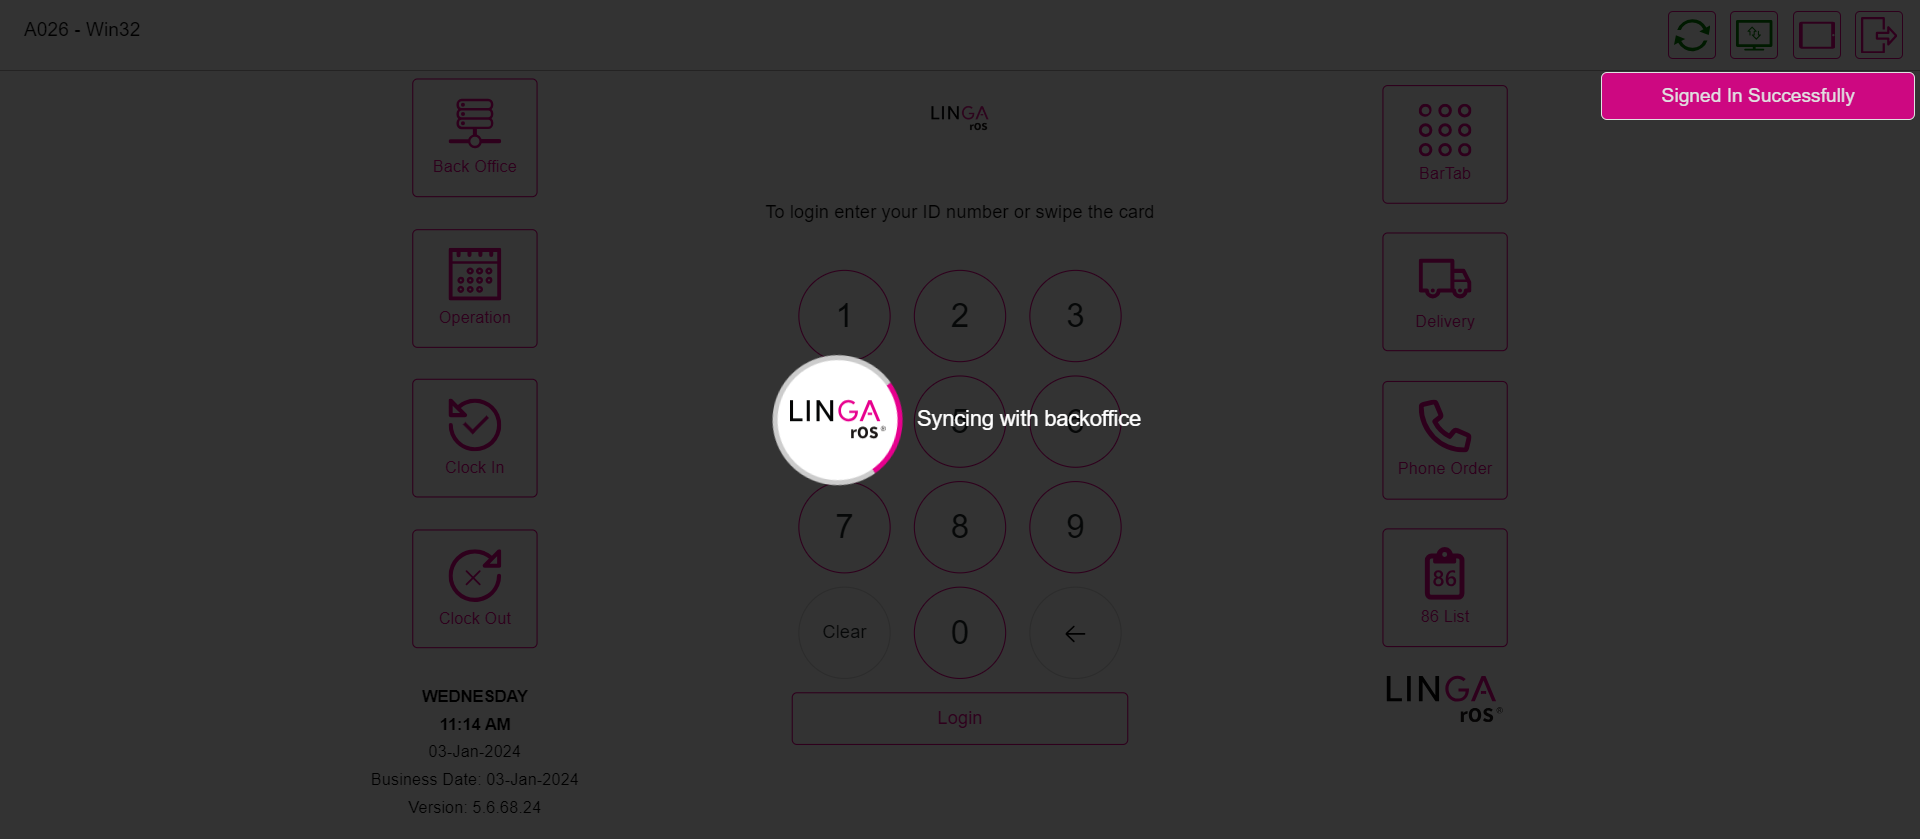 A026 - Win32
Signed In Successfully
Back Office
Operation
Clock In
Clock Out
WEDNESDAY
11:14 AM
03-Jan-2024
Business Date: 03-Jan-2024
Version: 5.6.68.24
LINGA
rOS
To login enter your ID number or swipe the card
1 2 3
LINGA
rOS®
Syncing with backoffice
5 6
7 8 9
Clear 0 ←
Login
BarTab
Delivery
Phone Order
86
86 List
LINGA
rOS®